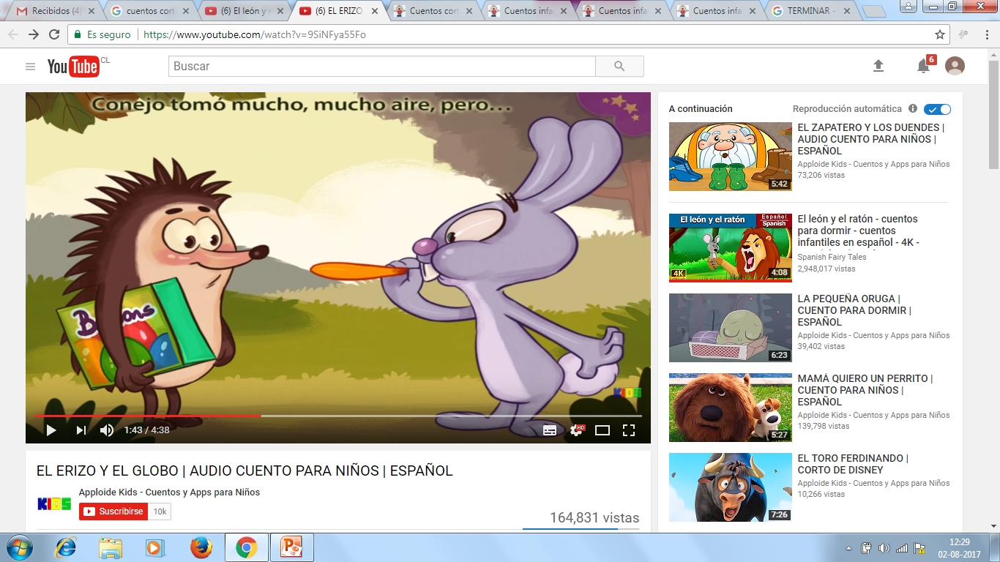 Recibidos (4)
cuentos cort
(6) El león y
(6) EL ERIZO
Cuentos cort
Cuentos infa
Cuentos infa
Cuentos infa
TERMINAR -
Es seguro
https://www.youtube.com/watch?v=9SiNFya55Fo
YouTube CL
Buscar
6
Conejo tomó mucho, mucho aire, pero...
KIDS
1:43 / 4:38
HD
EL ERIZO Y EL GLOBO | AUDIO CUENTO PARA NIÑOS | ESPAÑOL
KIDS
Apploide Kids - Cuentos y Apps para Niños
Suscribirse 10k
164,831 vistas
A continuación
Reproducción automática
EL ZAPATERO Y LOS DUENDES |
AUDIO CUENTO PARA NIÑOS |
ESPAÑOL
Apploide Kids - Cuentos y Apps para Niños
73,206 vistas
5:42
El león y el ratón
Español
Spanish
4K
4:08
El león y el ratón - cuentos
para dormir - cuentos
infantiles en español - 4K -
Spanish Fairy Tales
2,948,017 vistas
LA PEQUEÑA ORUGA |
CUENTO PARA DORMIR |
ESPAÑOL
Apploide Kids - Cuentos y Apps para Niños
39,402 vistas
6:23
MAMÁ QUIERO UN PERRITO |
CUENTO PARA NIÑOS |
ESPAÑOL
Apploide Kids - Cuentos y Apps para Niños
139,798 vistas
5:27
EL TORO FERDINANDO |
CORTO DE DISNEY
Apploide Kids - Cuentos y Apps para Niños
10,266 vistas
7:26
12:29
02-08-2017